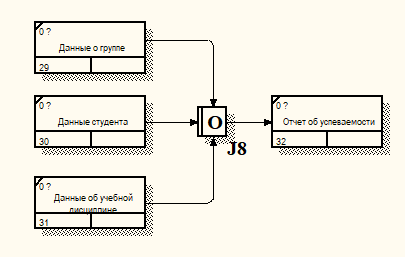 0 ?
Данные о группе
29
0 ?
Данные студента
30
0 ?
Данные об учебной
дисциплине
31
O
J8
0 ?
Отчет об успеваемости
32